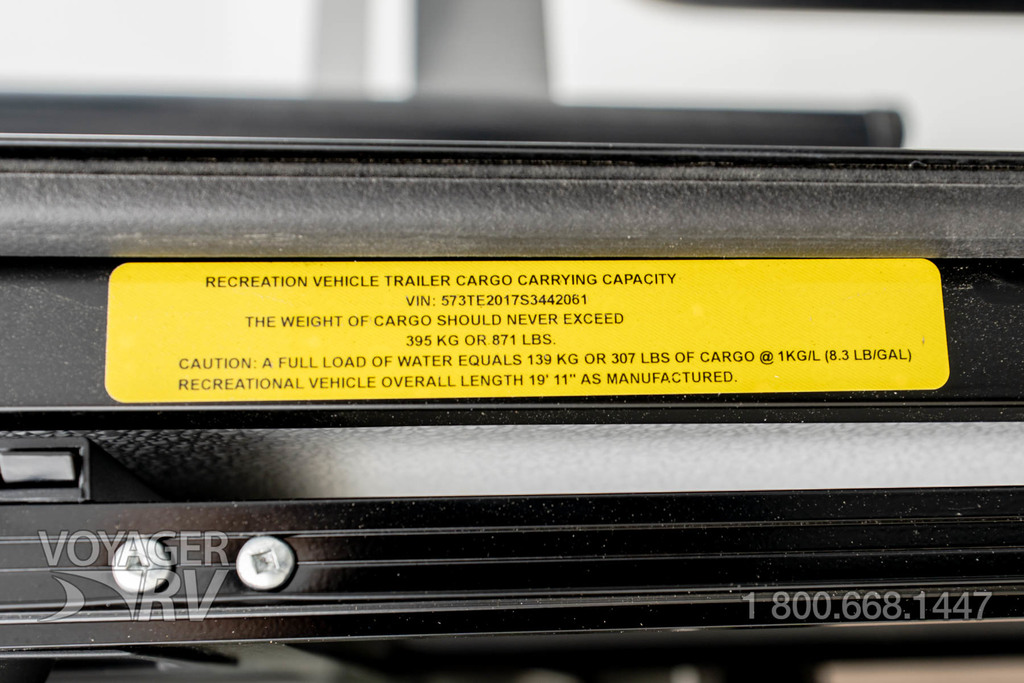 RECREATION VEHICLE TRAILER CARGO CARRYING CAPACITY
VIN: 573TE2017S3442061
THE WEIGHT OF CARGO SHOULD NEVER EXCEED
395 KG OR 871 LBS.
CAUTION: A FULL LOAD OF WATER EQUALS 139 KG OR 307 LBS OF CARGO @ 1KG/L (8.3 LB/GAL)
RECREATIONAL VEHICLE OVERALL LENGTH 19' 11" AS MANUFACTURED.
VOYAGER
RV
1 800.668.1447